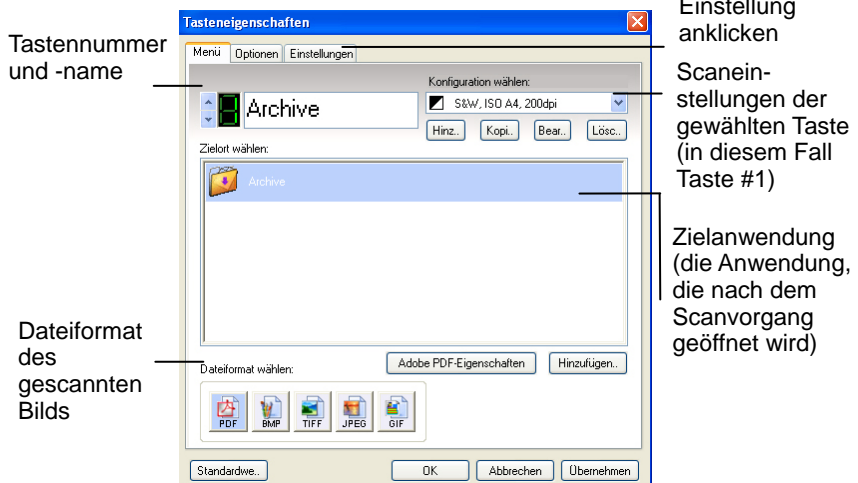 Einstellung
anklicken
Tasteneigenschaften
Tastennummer
und -name
Menü Optionen Einstellungen
Scanein-
stellungen der
gewählten Taste
(in diesem Fall
Taste #1)
Konfiguration wählen:
Archive
S&W, ISO A4, 200dpi
Hinz.. Kopi.. Bear.. Lösc..
Zielort wählen:
Archive
Zielanwendung
(die Anwendung,
die nach dem
Scanvorgang
geöffnet wird)
Dateiformat
des
gescannten
Bilds
Dateiformat wählen:
Adobe PDF-Eigenschaften Hinzufügen..
PDF BMP TIFF JPEG GIF
Standardwe.. OK Abbrechen Übernehmen